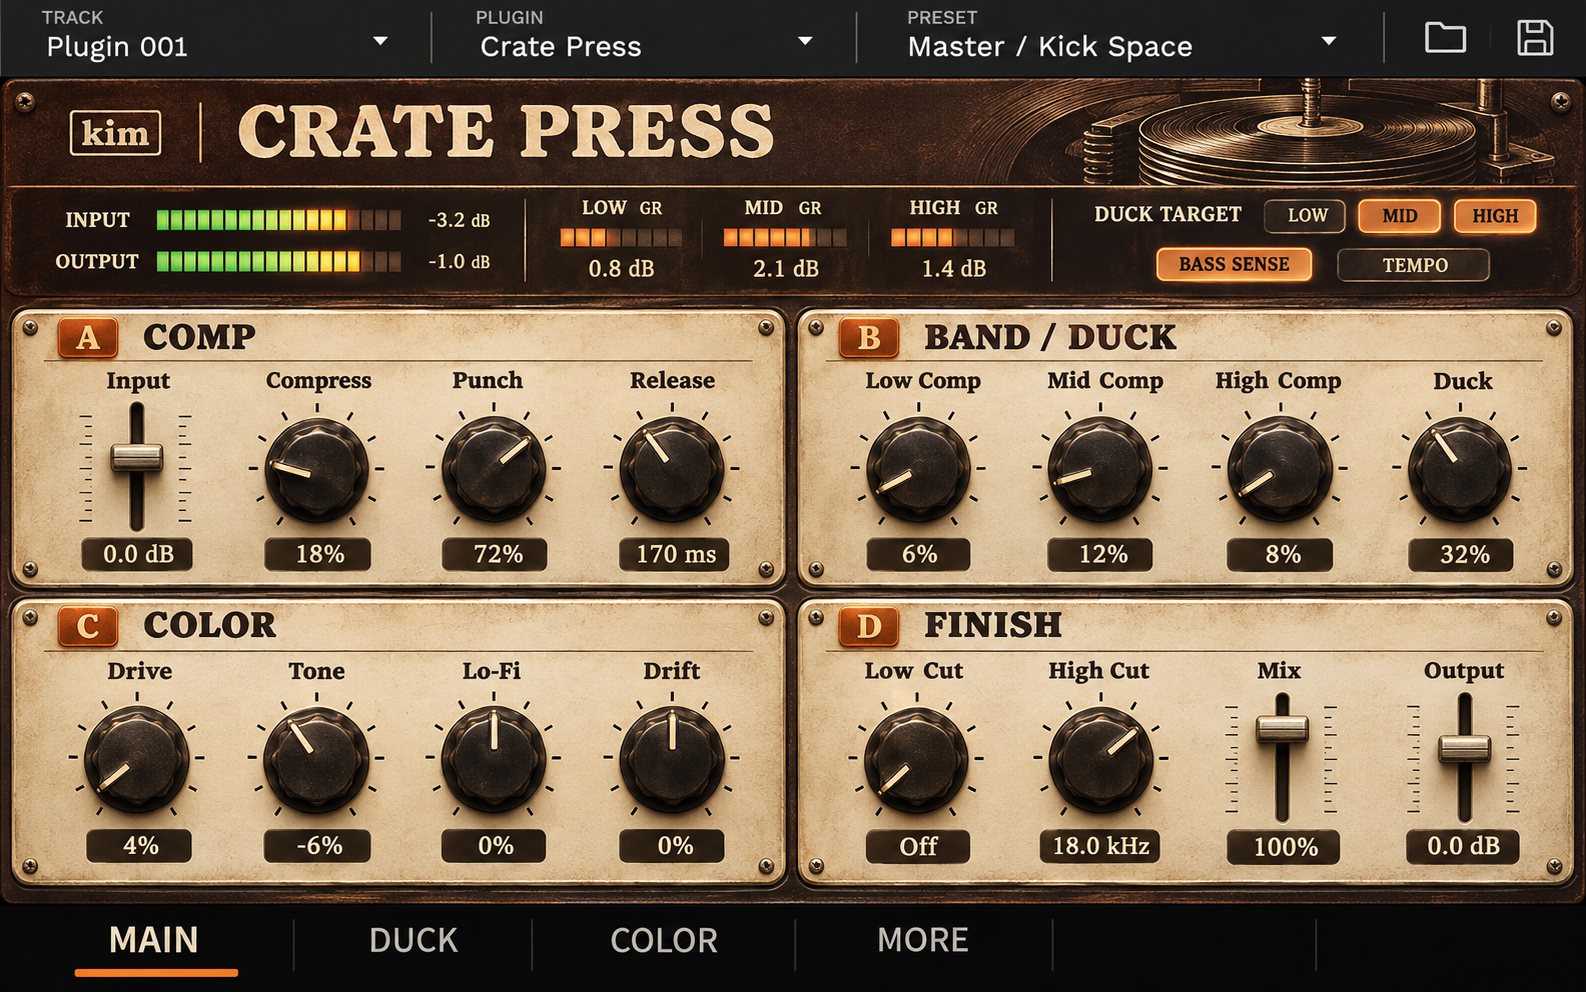 TRACK
Plugin 001
PLUGIN
Crate Press
PRESET
Master / Kick Space
kim
CRATE PRESS
INPUT -3.2 dB
OUTPUT -1.0 dB
LOW GR
0.8 dB
MID GR
2.1 dB
HIGH GR
1.4 dB
DUCK TARGET LOW MID HIGH
BASS SENSE TEMPO
A COMP
Input Compress Punch Release
0.0 dB 18% 72% 170 ms
B BAND / DUCK
Low Comp Mid Comp High Comp Duck
6% 12% 8% 32%
C COLOR
Drive Tone Lo-Fi Drift
4% -6% 0% 0%
D FINISH
Low Cut High Cut Mix Output
Off 18.0 kHz 100% 0.0 dB
MAIN DUCK COLOR MORE